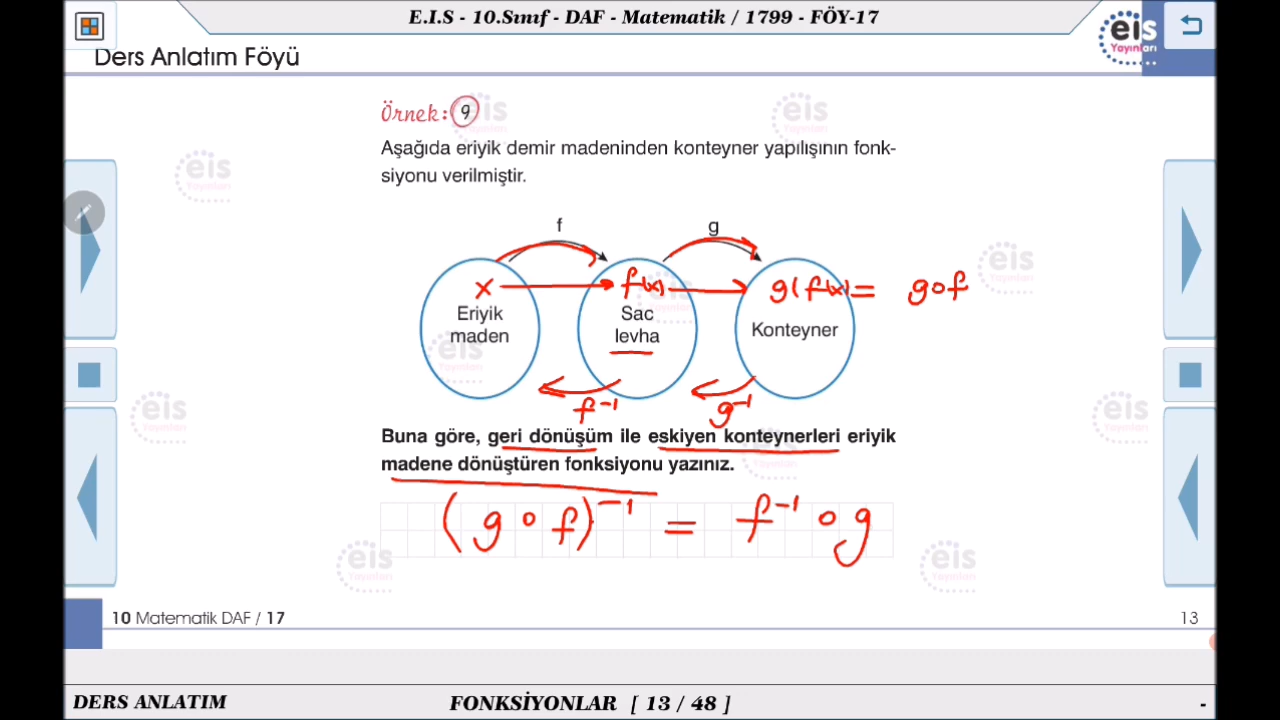 E.I.S - 10.Sınıf - DAF - Matematik / 1799 - FÖY-17
eis
Yayınları
Ders Anlatım Föyü
Örnek: 9
Aşağıda eriyik demir madeninden konteyner yapılışının fonk-
siyonu verilmiştir.
f g
x f(x) g(f(x) = gof
Eriyik
maden
Sac
levha
Konteyner
f⁻¹ g⁻¹
Buna göre, geri dönüşüm ile eskiyen konteynerleri eriyik
madene dönüştüren fonksiyonu yazınız.
(g o f)⁻¹ = f⁻¹ o g
10 Matematik DAF / 17
13
DERS ANLATIM
FONKSİYONLAR [ 13 / 48 ]
-